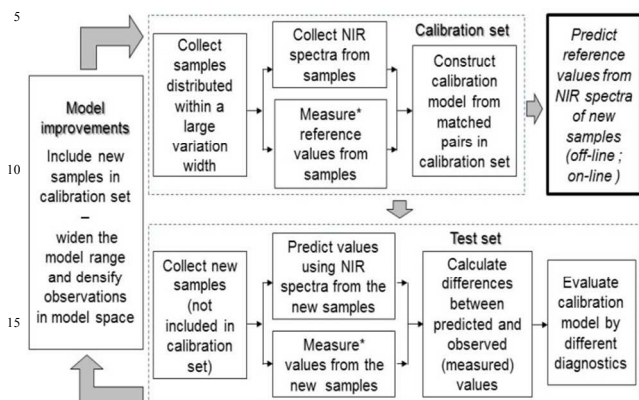 5
10
15
Model
improvements
Include new
samples in
calibration set
–
widen the
model range
and densify
observations
in model space
Collect
samples
distributed
within a
large
variation
width
Collect NIR
spectra from
samples
Measure*
reference
values from
samples
Calibration set
Construct
calibration
model from
matched
pairs in
calibration set
Predict
reference
values from
NIR spectra
of new
samples
(off-line ;
on-line )
Collect new
samples
(not
included in
calibration
set)
Predict values
using NIR
spectra from the
new samples
Measure*
values from the
new samples
Test set
Calculate
differences
between
predicted and
observed
(measured)
values
Evaluate
calibration
model by
different
diagnostics